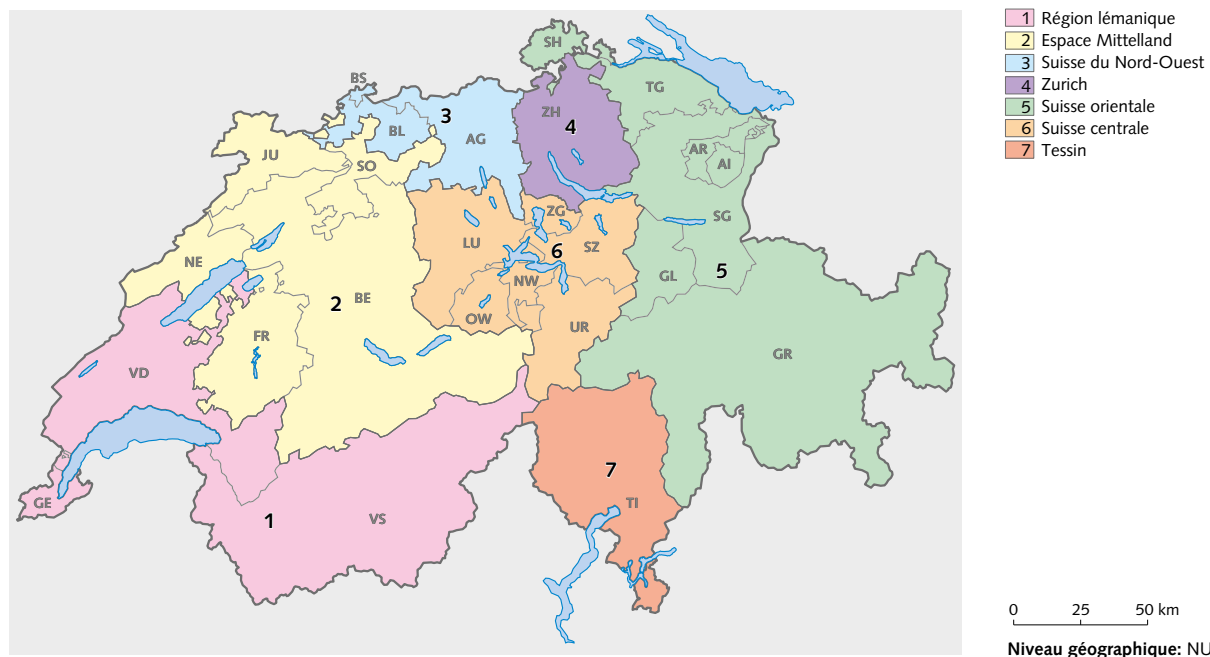 SH
BS
TG
ZH
3
BL
AG
4
JU
SO
AR
AI
ZG
SG
LU
6
SZ
NE
NW
GL
5
2
BE
OW
UR
FR
GR
VD
7
GE
TI
1
VS
1 Région lémanique
2 Espace Mittelland
3 Suisse du Nord-Ouest
4 Zurich
5 Suisse orientale
6 Suisse centrale
7 Tessin
0 25 50 km
Niveau géographique: NU